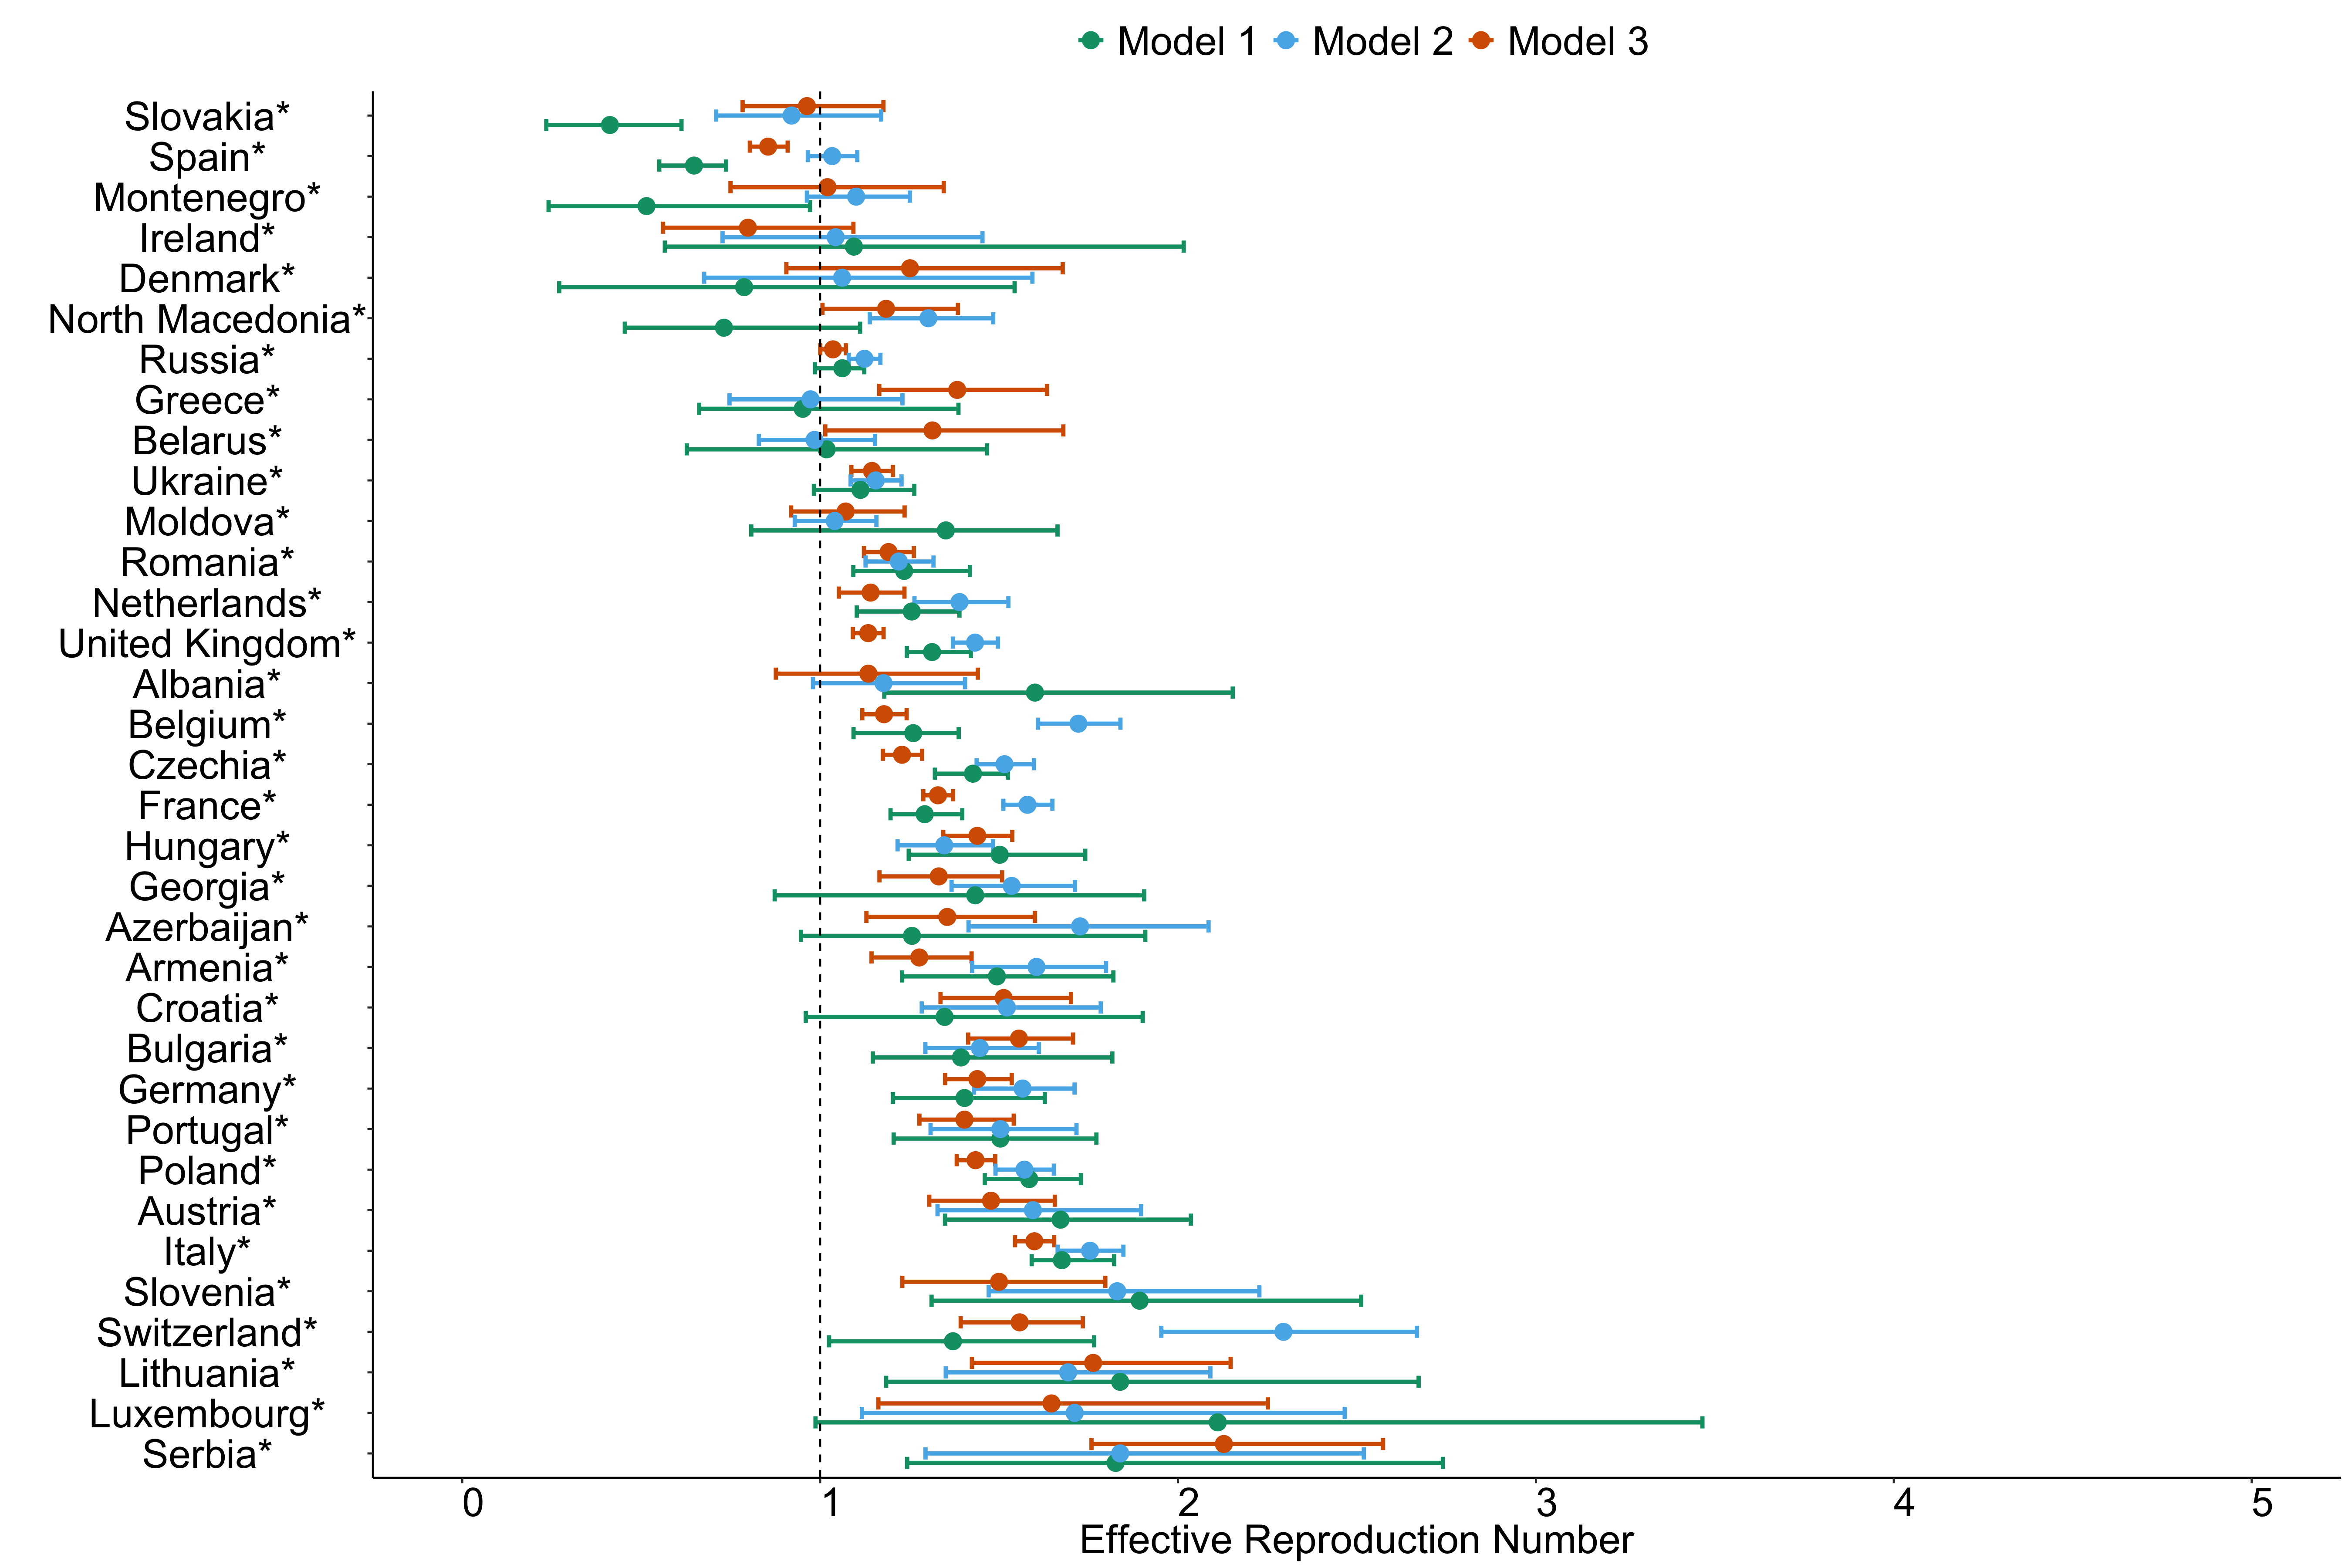 Model 1 Model 2 Model 3
Slovakia*
Spain*
Montenegro*
Ireland*
Denmark*
North Macedonia*
Russia*
Greece*
Belarus*
Ukraine*
Moldova*
Romania*
Netherlands*
United Kingdom*
Albania*
Belgium*
Czechia*
France*
Hungary*
Georgia*
Azerbaijan*
Armenia*
Croatia*
Bulgaria*
Germany*
Portugal*
Poland*
Austria*
Italy*
Slovenia*
Switzerland*
Lithuania*
Luxembourg*
Serbia*
0 1 2 3 4 5
Effective Reproduction Number